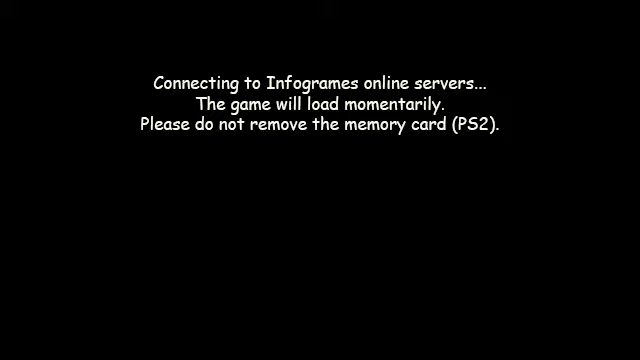 Connecting to Infogrames online servers...
The game will load momentarily.
Please do not remove the memory card (PS2).